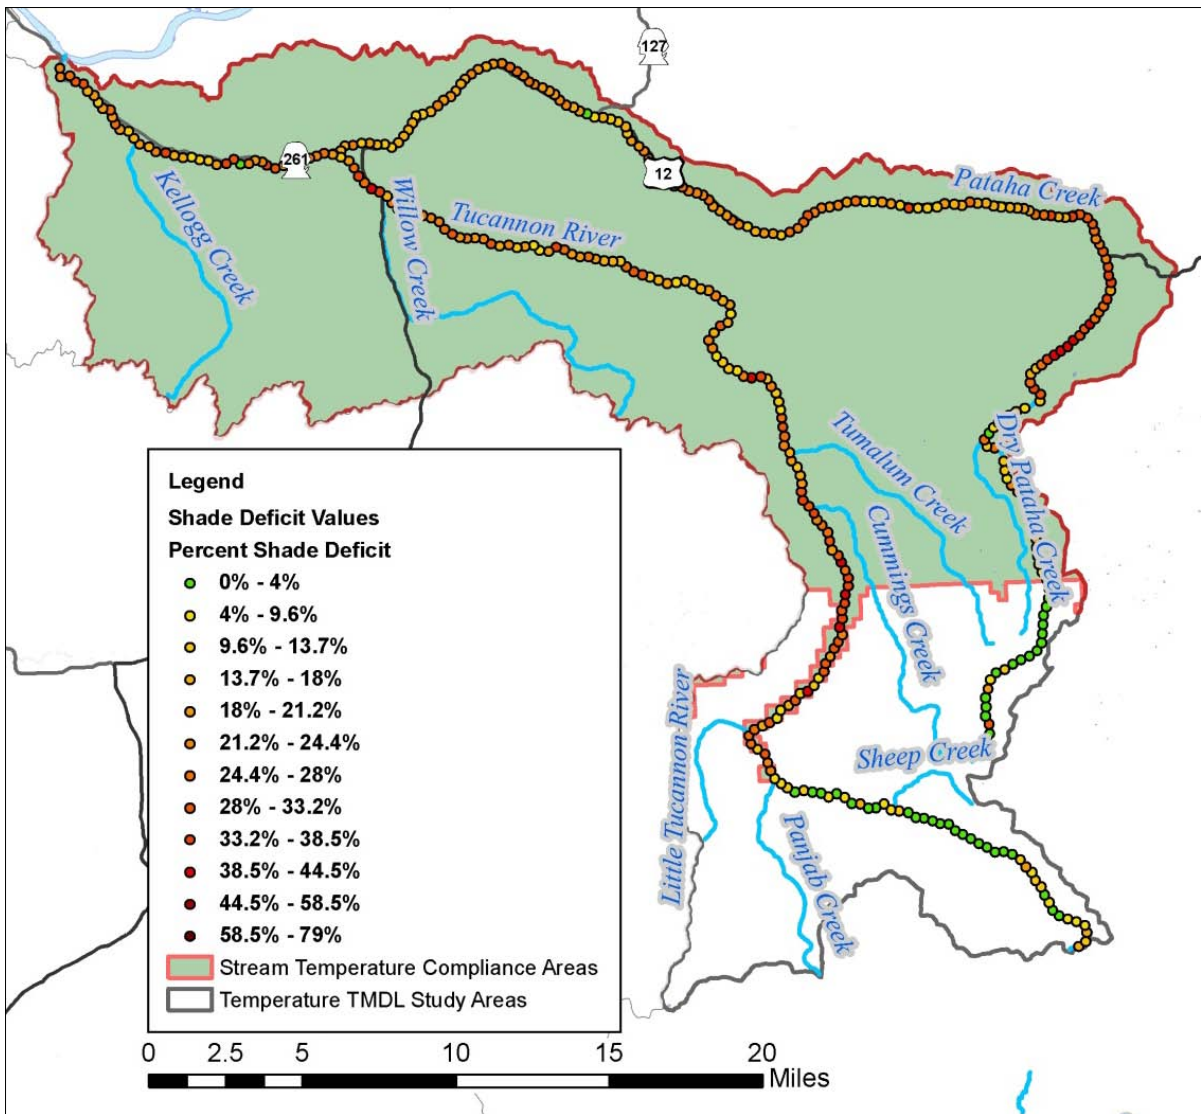 127
261
12
Pataha Creek
Kellogg Creek
Willow Creek
Tucannon River
Tumalum Creek
Dry Pataha Creek
Cummings Creek
Little Tucannon River
Sheep Creek
Panjab Creek
Legend
Shade Deficit Values
Percent Shade Deficit
0% - 4%
4% - 9.6%
9.6% - 13.7%
13.7% - 18%
18% - 21.2%
21.2% - 24.4%
24.4% - 28%
28% - 33.2%
33.2% - 38.5%
38.5% - 44.5%
44.5% - 58.5%
58.5% - 79%
Stream Temperature Compliance Areas
Temperature TMDL Study Areas
0 2.5 5 10 15 20
Miles